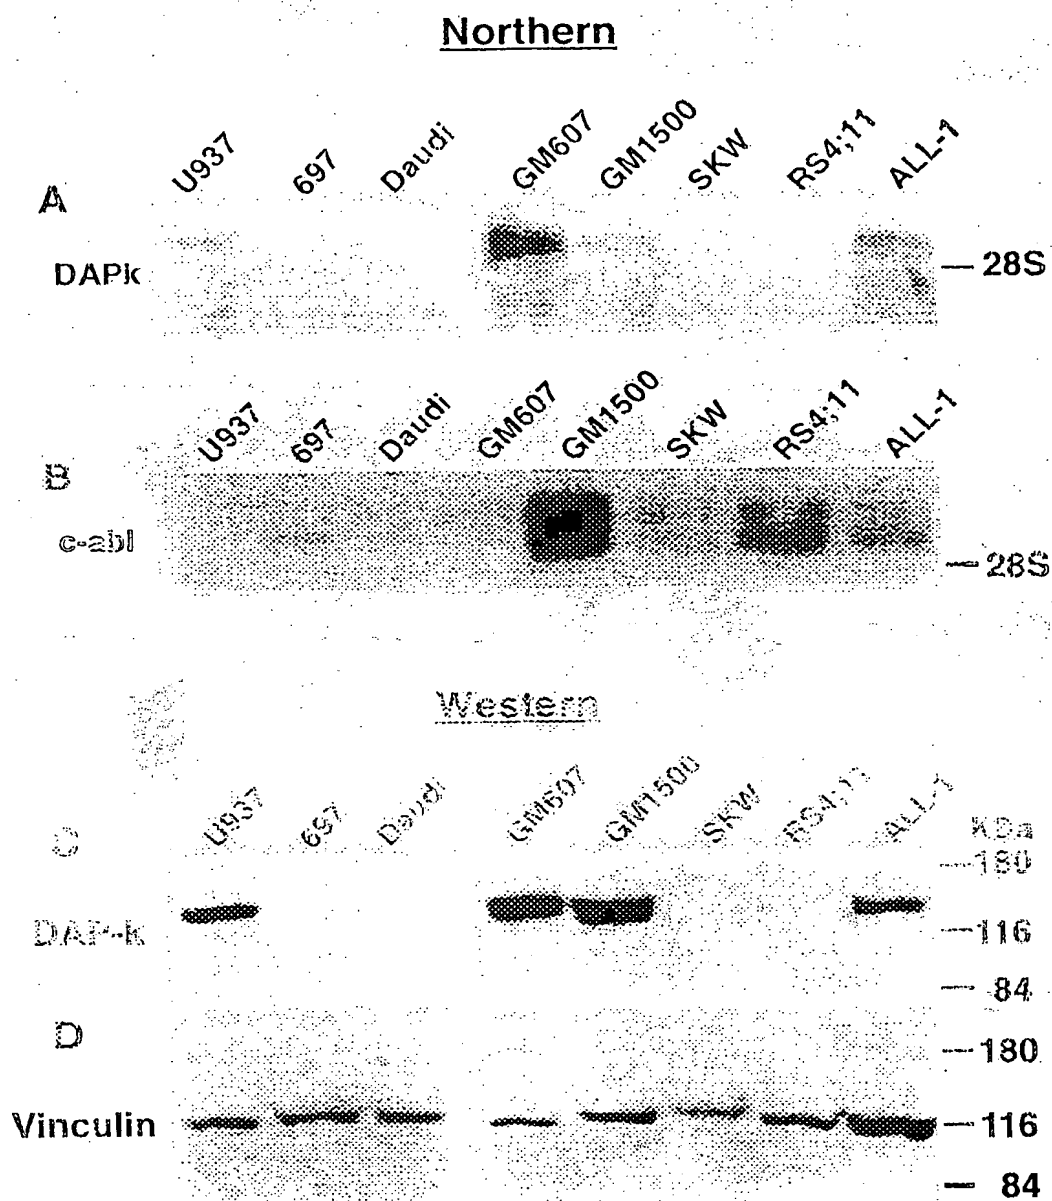 Northern
U937 697 Daudi GM607 GM1500 SKW RS4;11 ALL-1
A
DAPk
28S
U937 697 Daudi GM607 GM1500 SKW RS4;11 ALL-1
B
c-abl
28S
Western
U937 697 Daudi GM607 GM1500 SKW RS4;11 ALL-1
C
KDa
180
DAP-k
116
84
D
180
Vinculin
116
84